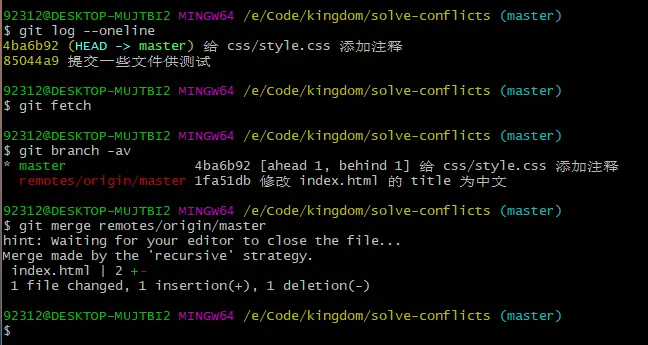 92312@DESKTOP-MUJTBI2 MINGW64 /e/Code/kingdom/solve-conflicts (master)
$ git log --oneline
4ba6b92 (HEAD -> master) 给 css/style.css 添加注释
85044a9 提交一些文件供测试
92312@DESKTOP-MUJTBI2 MINGW64 /e/Code/kingdom/solve-conflicts (master)
$ git fetch
92312@DESKTOP-MUJTBI2 MINGW64 /e/Code/kingdom/solve-conflicts (master)
$ git branch -av
* master 4ba6b92 [ahead 1, behind 1] 给 css/style.css 添加注释
remotes/origin/master 1fa51db 修改 index.html 的 title 为中文
92312@DESKTOP-MUJTBI2 MINGW64 /e/Code/kingdom/solve-conflicts (master)
$ git merge remotes/origin/master
hint: Waiting for your editor to close the file...
Merge made by the 'recursive' strategy.
index.html | 2 +-
1 file changed, 1 insertion(+), 1 deletion(-)
92312@DESKTOP-MUJTBI2 MINGW64 /e/Code/kingdom/solve-conflicts (master)
$